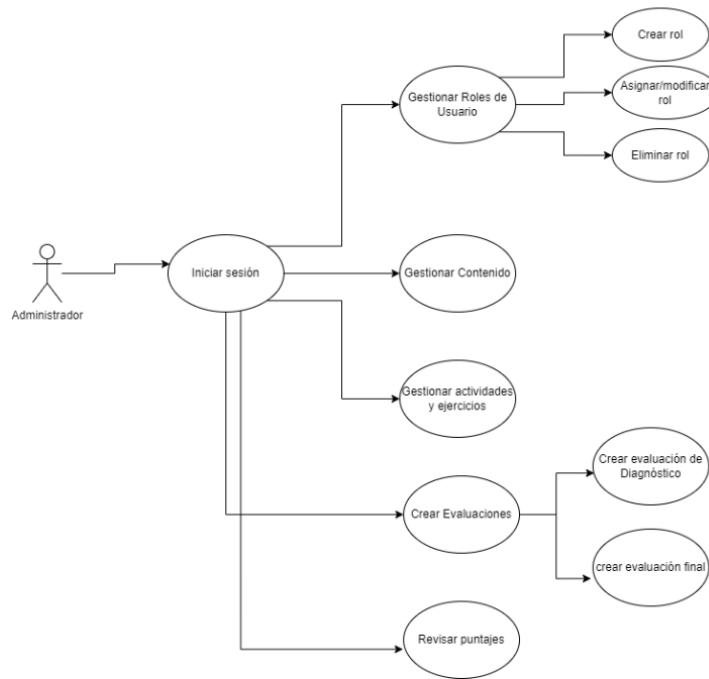 Crear rol
Gestionar Roles de
Usuario
Asignar/modificar
rol
Eliminar rol
Iniciar sesión
Gestionar Contenido
Administrador
Gestionar actividades
y ejercicios
Crear evaluación de
Diagnóstico
Crear Evaluaciones
crear evaluación final
Revisar puntajes